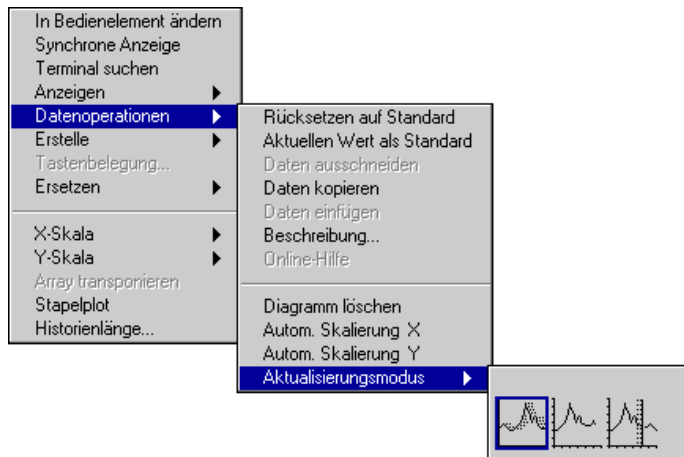 In Bedienelement ändern
Synchrone Anzeige
Terminal suchen
Anzeigen
Datenoperationen
Erstelle
Tastenbelegung...
Ersetzen
X-Skala
Y-Skala
Array transponieren
Stapelplot
Historienlänge...
Rücksetzen auf Standard
Aktuellen Wert als Standard
Daten ausschneiden
Daten kopieren
Daten einfügen
Beschreibung...
Online-Hilfe
Diagramm löschen
Autom. Skalierung X
Autom. Skalierung Y
Aktualisierungsmodus